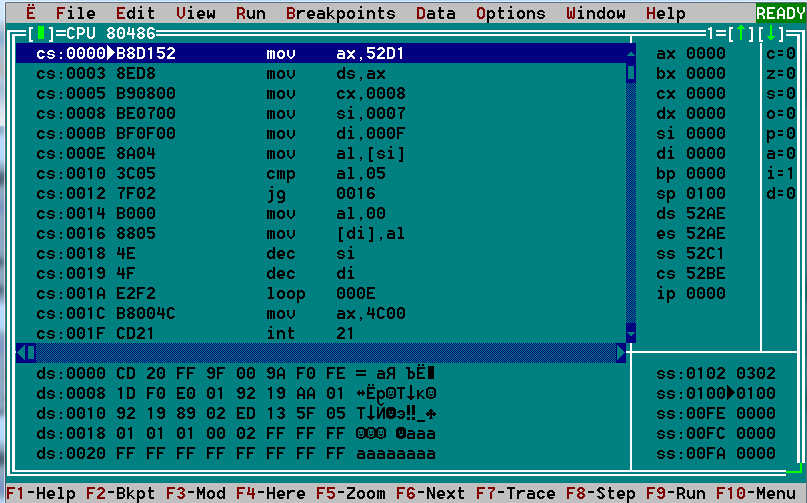 Ё File Edit View Run Breakpoints Data Options Window Help READY
[■]=CPU 80486 1=[↑][↓]
cs:0000►B8D152 mov ax,52D1 ax 0000 c=0
cs:0003 8ED8 mov ds,ax bx 0000 z=0
cs:0005 B90800 mov cx,0008 cx 0000 s=0
cs:0008 BE0700 mov si,0007 dx 0000 o=0
cs:000B BF0F00 mov di,000F si 0000 p=0
cs:000E 8A04 mov al,[si] di 0000 a=0
cs:0010 3C05 cmp al,05 bp 0000 i=1
cs:0012 7F02 jg 0016 sp 0100 d=0
cs:0014 B000 mov al,00 ds 52AE
cs:0016 8805 mov [di],al es 52AE
cs:0018 4E dec si ss 52C1
cs:0019 4F dec di cs 52BE
cs:001A E2F2 loop 000E ip 0000
cs:001C B8004C mov ax,4C00
cs:001F CD21 int 21
ds:0000 CD 20 FF 9F 00 9A F0 FE = aЯ ЪЁ■ ss:0102 0302
ds:0008 1D F0 E0 01 92 19 AA 01 ↔Ёр☺Т↓к☺ ss:0100►0100
ds:0010 92 19 89 02 ED 13 5F 05 Т↓Й☻э‼_♣ ss:00FE 0000
ds:0018 01 01 01 00 02 FF FF FF ☺☺☺ ☻aaa ss:00FC 0000
ds:0020 FF FF FF FF FF FF FF FF aaaaaaaa ss:00FA 0000
F1-Help F2-Bkpt F3-Mod F4-Here F5-Zoom F6-Next F7-Trace F8-Step F9-Run F10-Menu